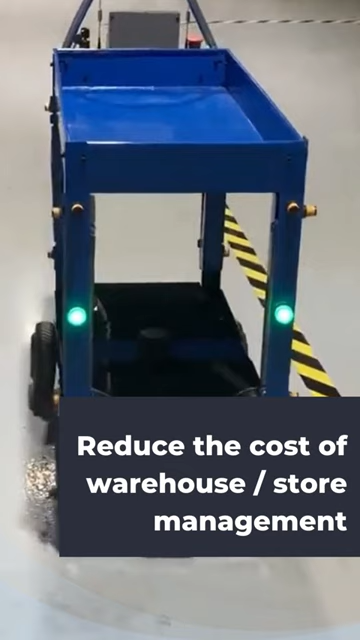 Reduce the cost of
warehouse / store
management